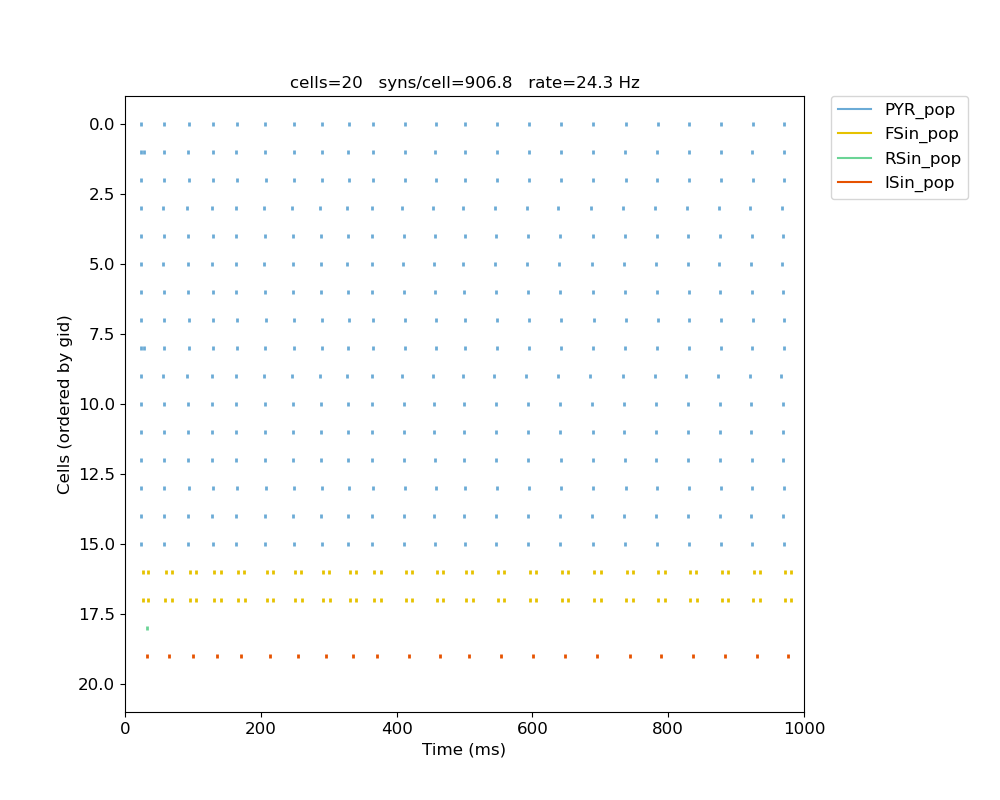 cells=20   syns/cell=906.8   rate=24.3 Hz
PYR_pop
FSin_pop
RSin_pop
ISin_pop
0.0
2.5
5.0
7.5
10.0
12.5
15.0
17.5
20.0
Cells (ordered by gid)
0 200 400 600 800 1000
Time (ms)